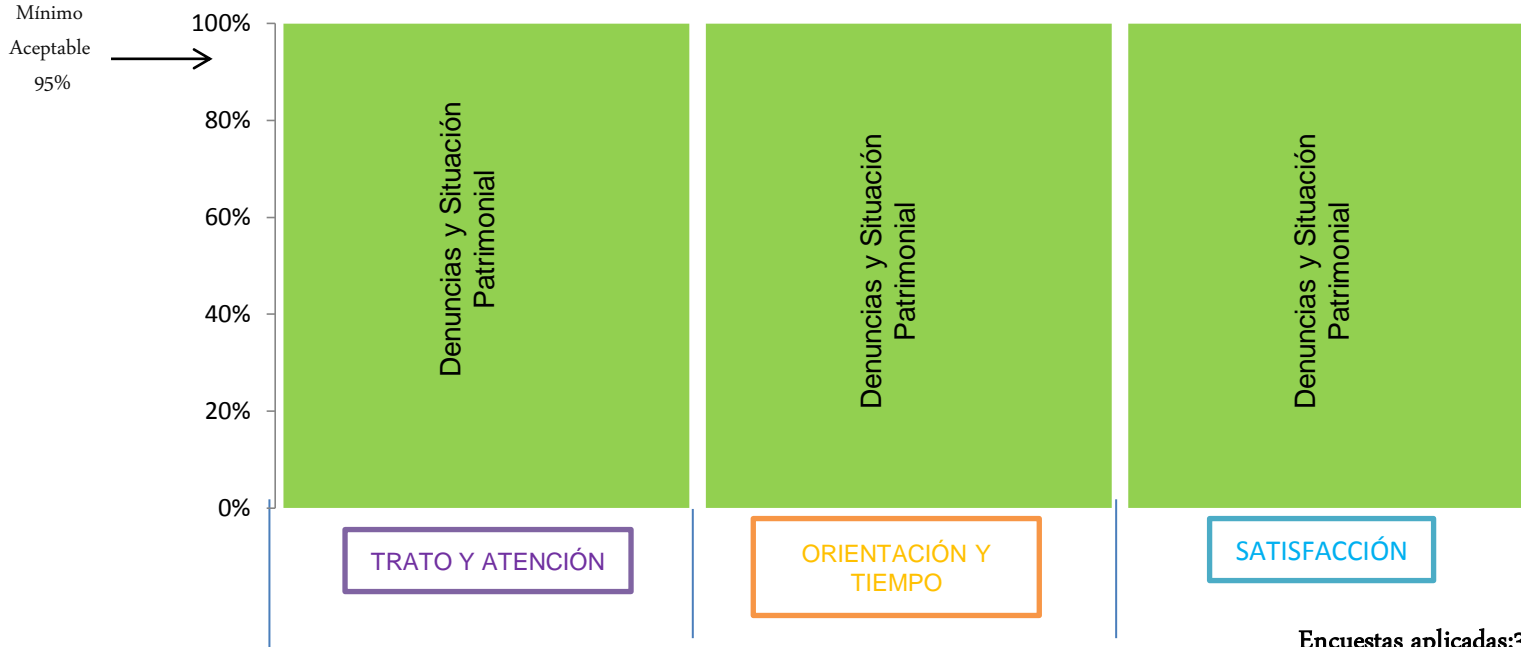 Mínimo
Aceptable
95%
100%
80%
60%
40%
20%
0%
Denuncias y Situación
Patrimonial
Denuncias y Situación
Patrimonial
Denuncias y Situación
Patrimonial
TRATO Y ATENCIÓN
ORIENTACIÓN Y
TIEMPO
SATISFACCIÓN
Encuestas aplicadas: